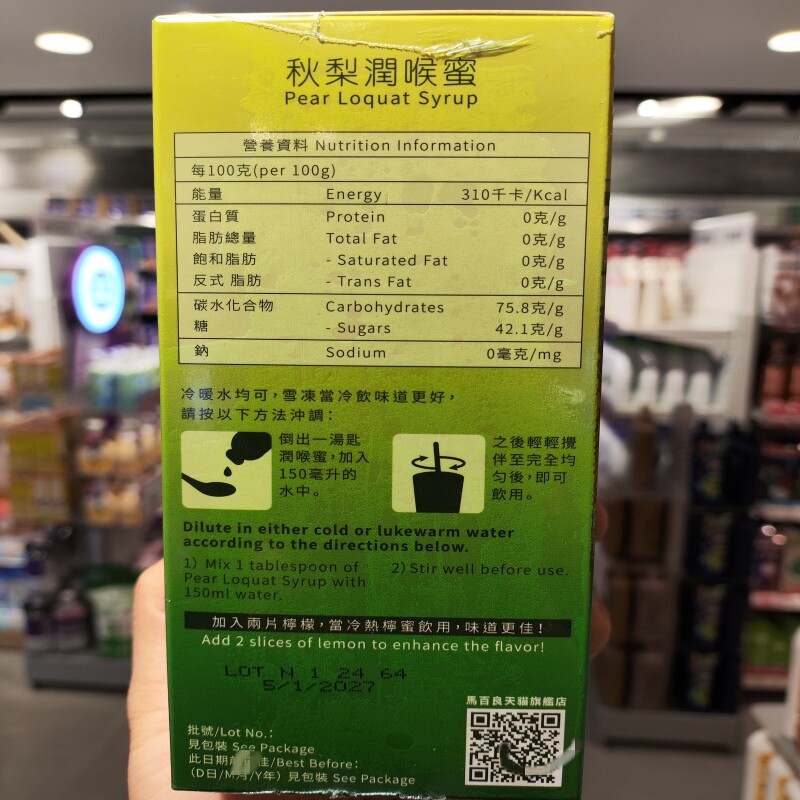 秋梨潤喉蜜
Pear Loquat Syrup
營養資料 Nutrition Information
每100克(per 100g)
能量 Energy 310千卡/Kcal
蛋白質 Protein 0克/g
脂肪總量 Total Fat 0克/g
飽和脂肪 - Saturated Fat 0克/g
反式 脂肪 - Trans Fat 0克/g
碳水化合物 Carbohydrates 75.8克/g
糖 - Sugars 42.1克/g
鈉 Sodium 0毫克/mg
冷暖水均可，雪凍當冷飲味道更好，
請按以下方法沖調：
倒出一湯匙
潤喉蜜，加入
150毫升的
水中。
之後輕輕攪
伴至完全均
勻後，即可
飲用。
Dilute in either cold or lukewarm water
according to the directions below.
1) Mix 1 tablespoon of
Pear Loquat Syrup with
150ml water.
2) Stir well before use.
加入兩片檸檬，當冷熱檸蜜飲用，味道更佳！
Add 2 slices of lemon to enhance the flavor!
LOT N 1 24 64
5/1/2027
馬百良天貓旗艦店
批號/Lot No.：
見包裝 See Package
此日期前 佳/Best Before：
（D日/M月/Y年）見包裝 See Package